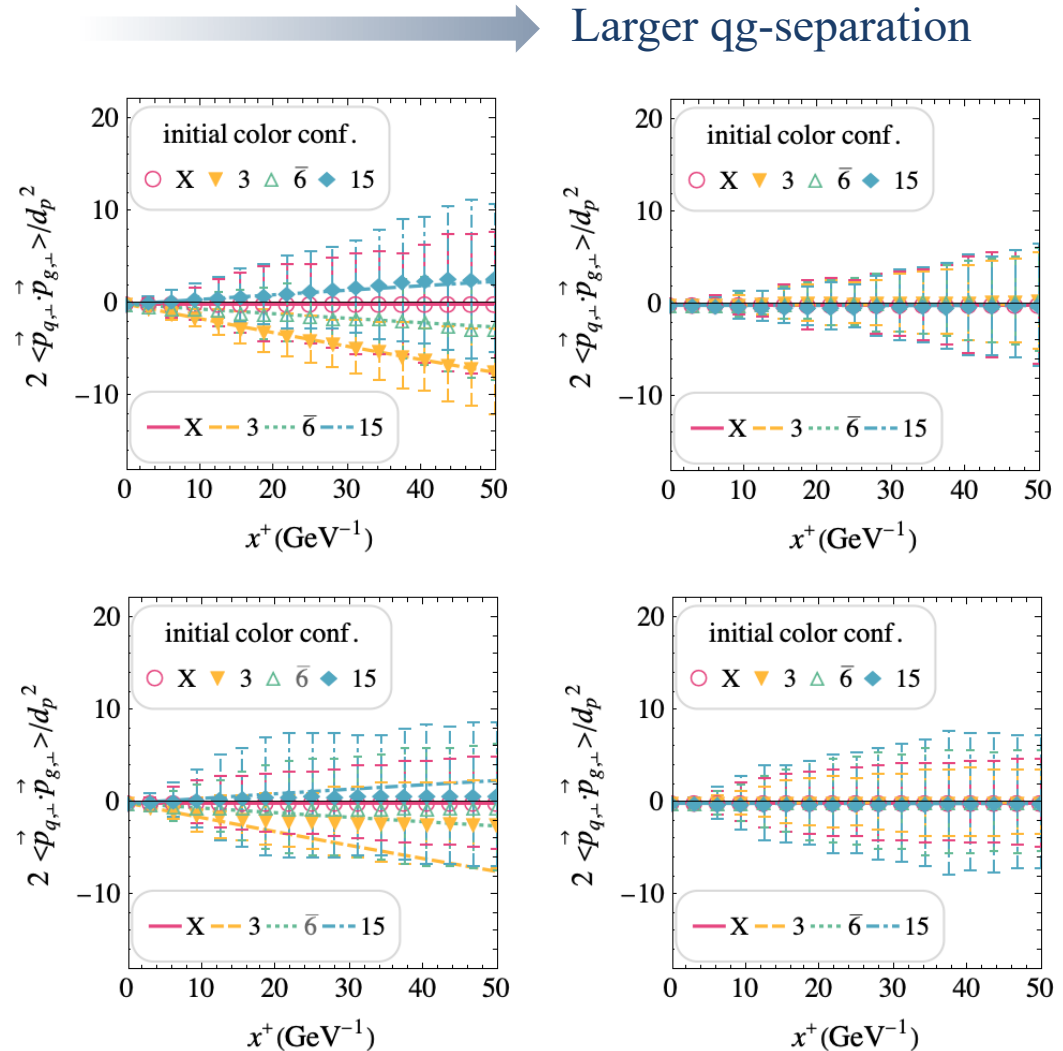 Larger qg-separation
20
10
0
−10
2 <p⃗q,⊥·p⃗g,⊥>/dp²
initial color conf.
X 3 6̅ 15
X 3 6̅ 15
0 10 20 30 40 50
x⁺(GeV⁻¹)
20
10
0
−10
2 <p⃗q,⊥·p⃗g,⊥>/dp²
initial color conf.
X 3 6̅ 15
X 3 6̅ 15
0 10 20 30 40 50
x⁺(GeV⁻¹)
20
10
0
−10
2 <p⃗q,⊥·p⃗g,⊥>/dp²
initial color conf.
X 3 6̅ 15
X 3 6̅ 15
0 10 20 30 40 50
x⁺(GeV⁻¹)
20
10
0
−10
2 <p⃗q,⊥·p⃗g,⊥>/dp²
initial color conf.
X 3 6̅ 15
X 3 6̅ 15
0 10 20 30 40 50
x⁺(GeV⁻¹)